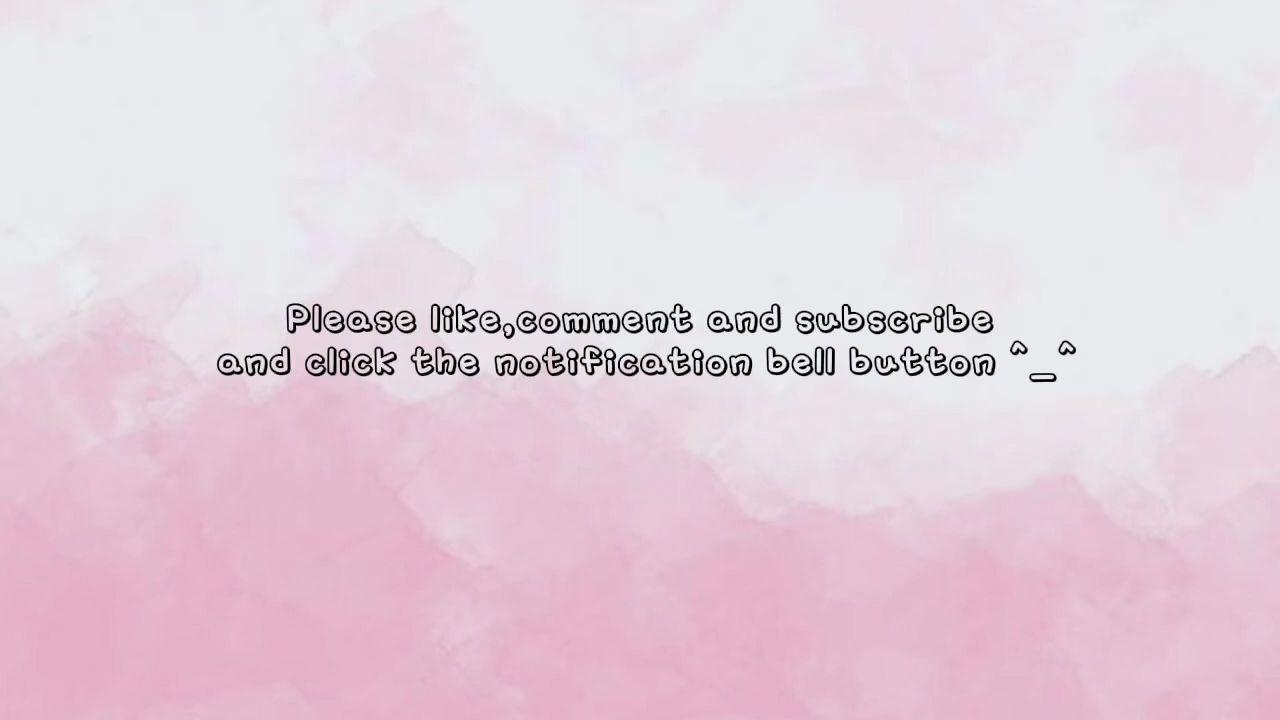 Please like,comment and subscribe
and click the notification bell button ^_^